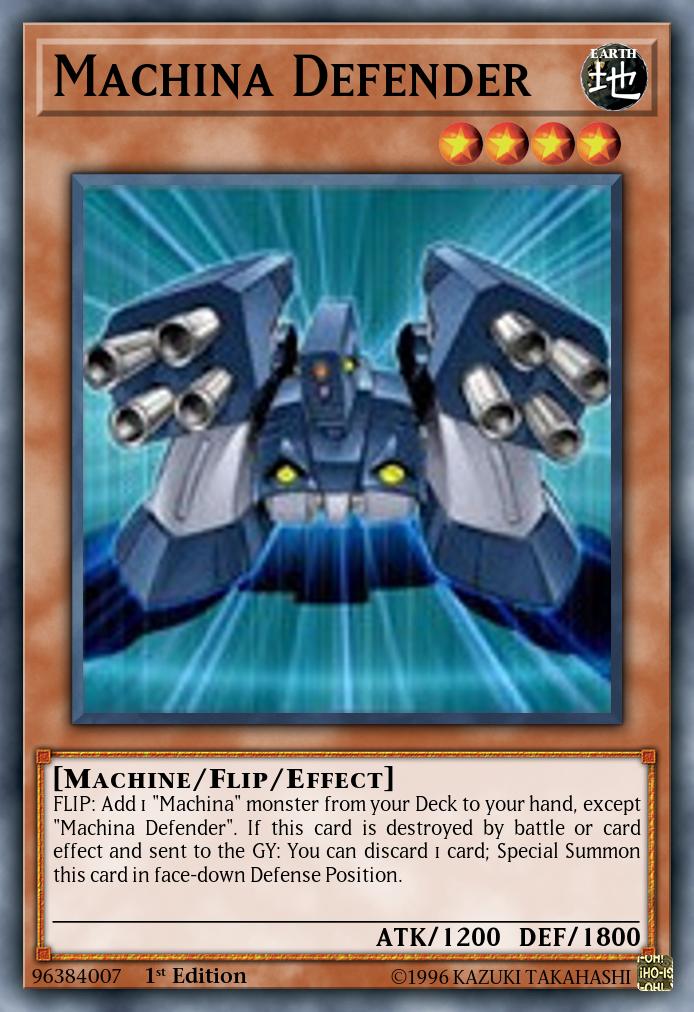 MACHINA DEFENDER
EARTH
地
[MACHINE/FLIP/EFFECT]
FLIP: Add 1 "Machina" monster from your Deck to your hand, except
"Machina Defender". If this card is destroyed by battle or card
effect and sent to the GY: You can discard 1 card; Special Summon
this card in face-down Defense Position.
ATK/1200 DEF/1800
96384007 1st Edition ©1996 KAZUKI TAKAHASHI